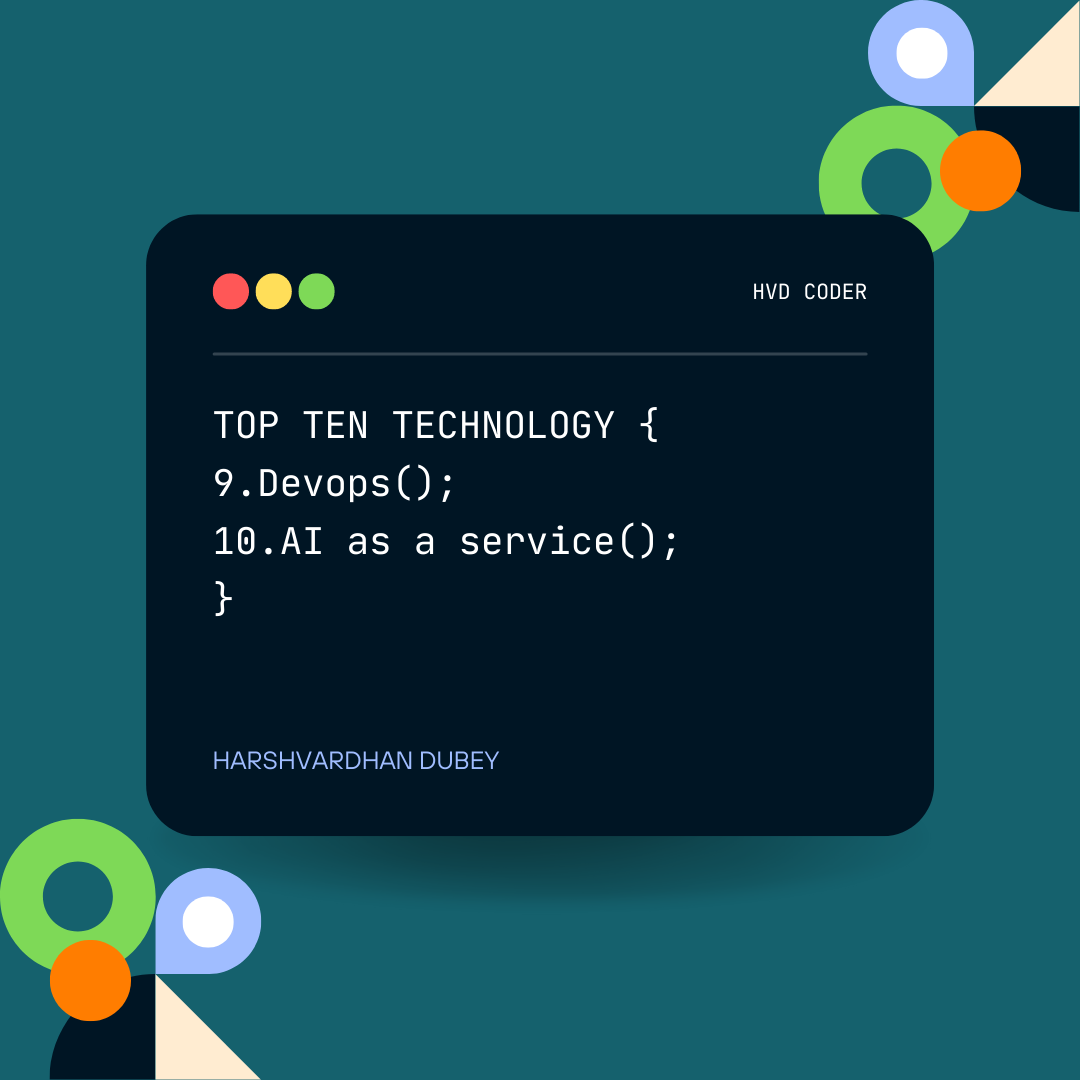 HVD CODER
TOP TEN TECHNOLOGY {
9.Devops();
10.AI as a service();
}
HARSHVARDHAN DUBEY